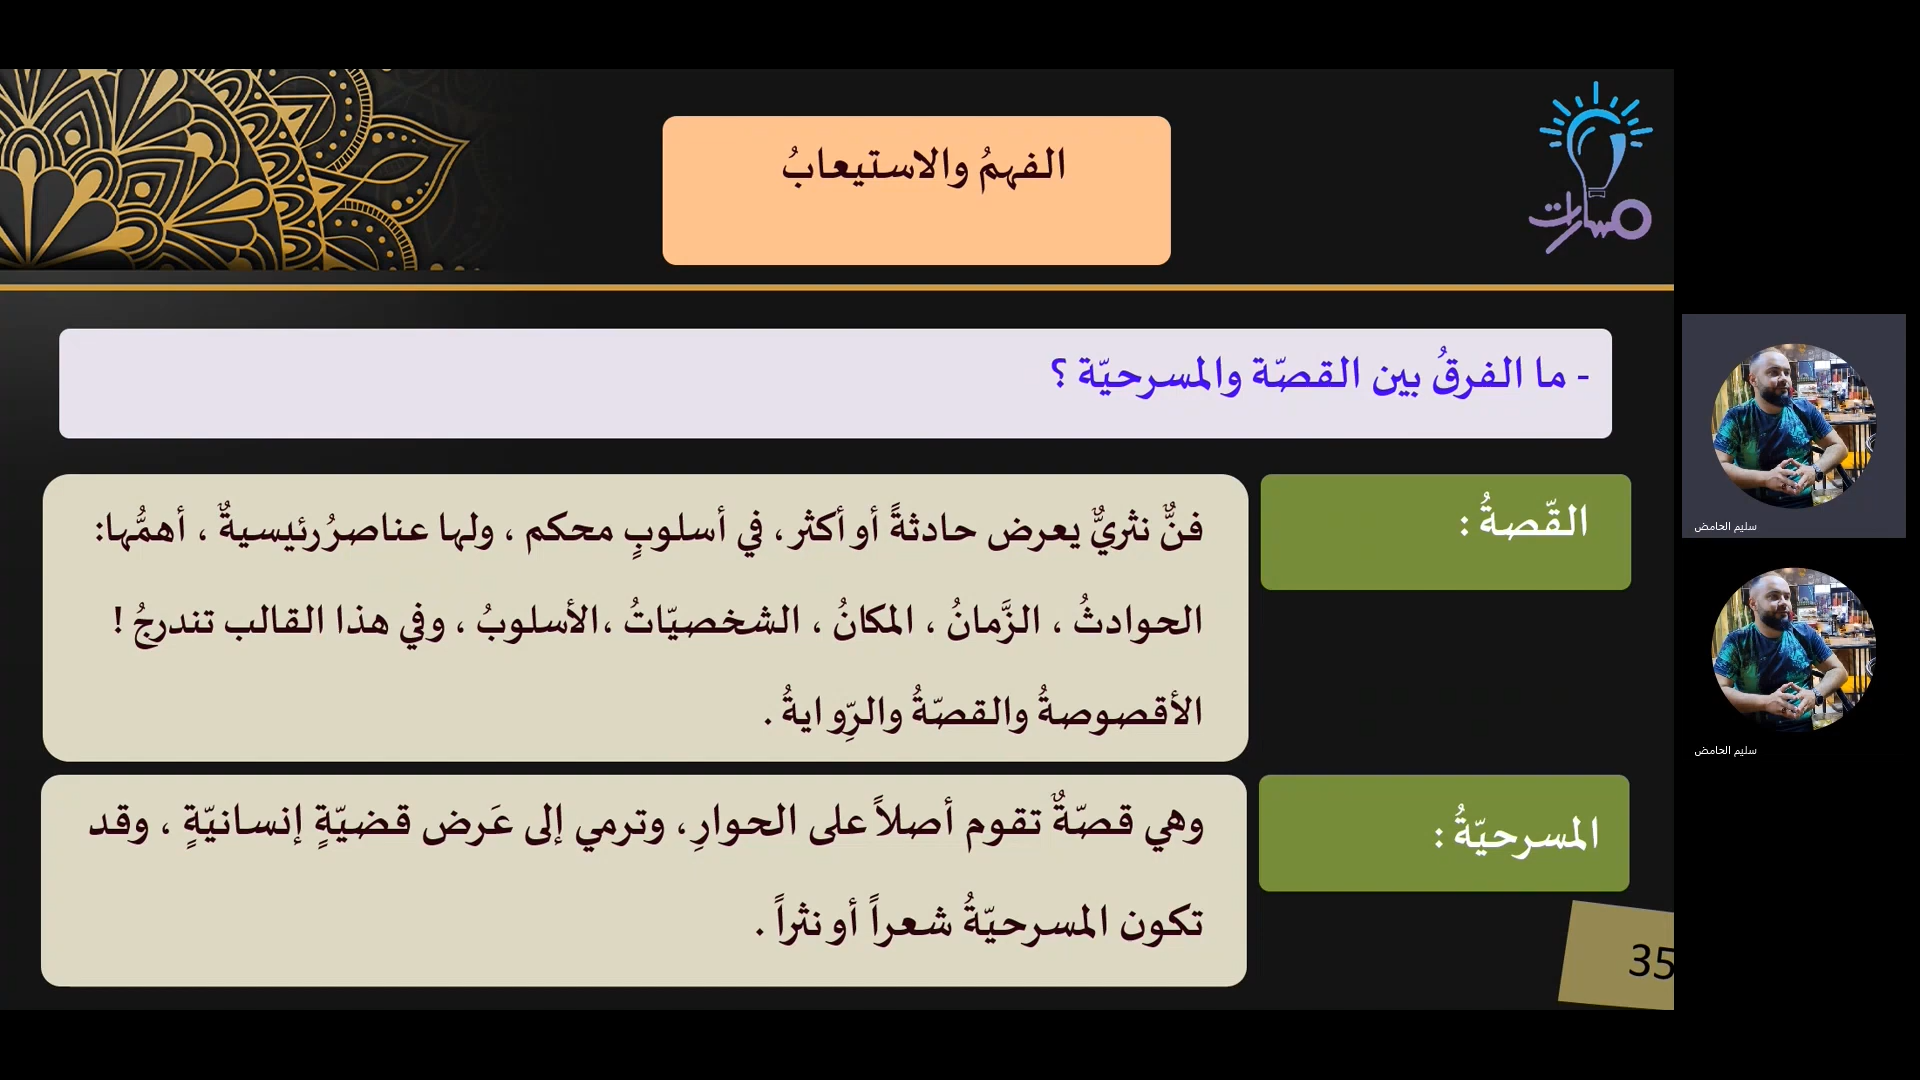 مسارات
الفهمُ والاستيعابُ
- ما الفرقُ بين القصّة والمسرحيّة ؟
القّصةُ :
فنٌّ نثريٌّ يعرض حادثةً أو أكثر ، في أسلوبٍ محكم ، ولها عناصرُ رئيسيةٌ ، أهمُّها:
الحوادثُ ، الزَّمانُ ، المكانُ ، الشخصيّاتُ ،الأسلوبُ ، وفي هذا القالب تندرجُ !
الأقصوصةُ والقصّةُ والرِّوايةُ .
المسرحيّةُ :
وهي قصّةٌ تقوم أصلاً على الحوارِ ، وترمي إلى عَرض قضيّةٍ إنسانيّةٍ ، وقد
تكون المسرحيّةُ شعراً أو نثراً .
35
سليم الحامض
سليم الحامض